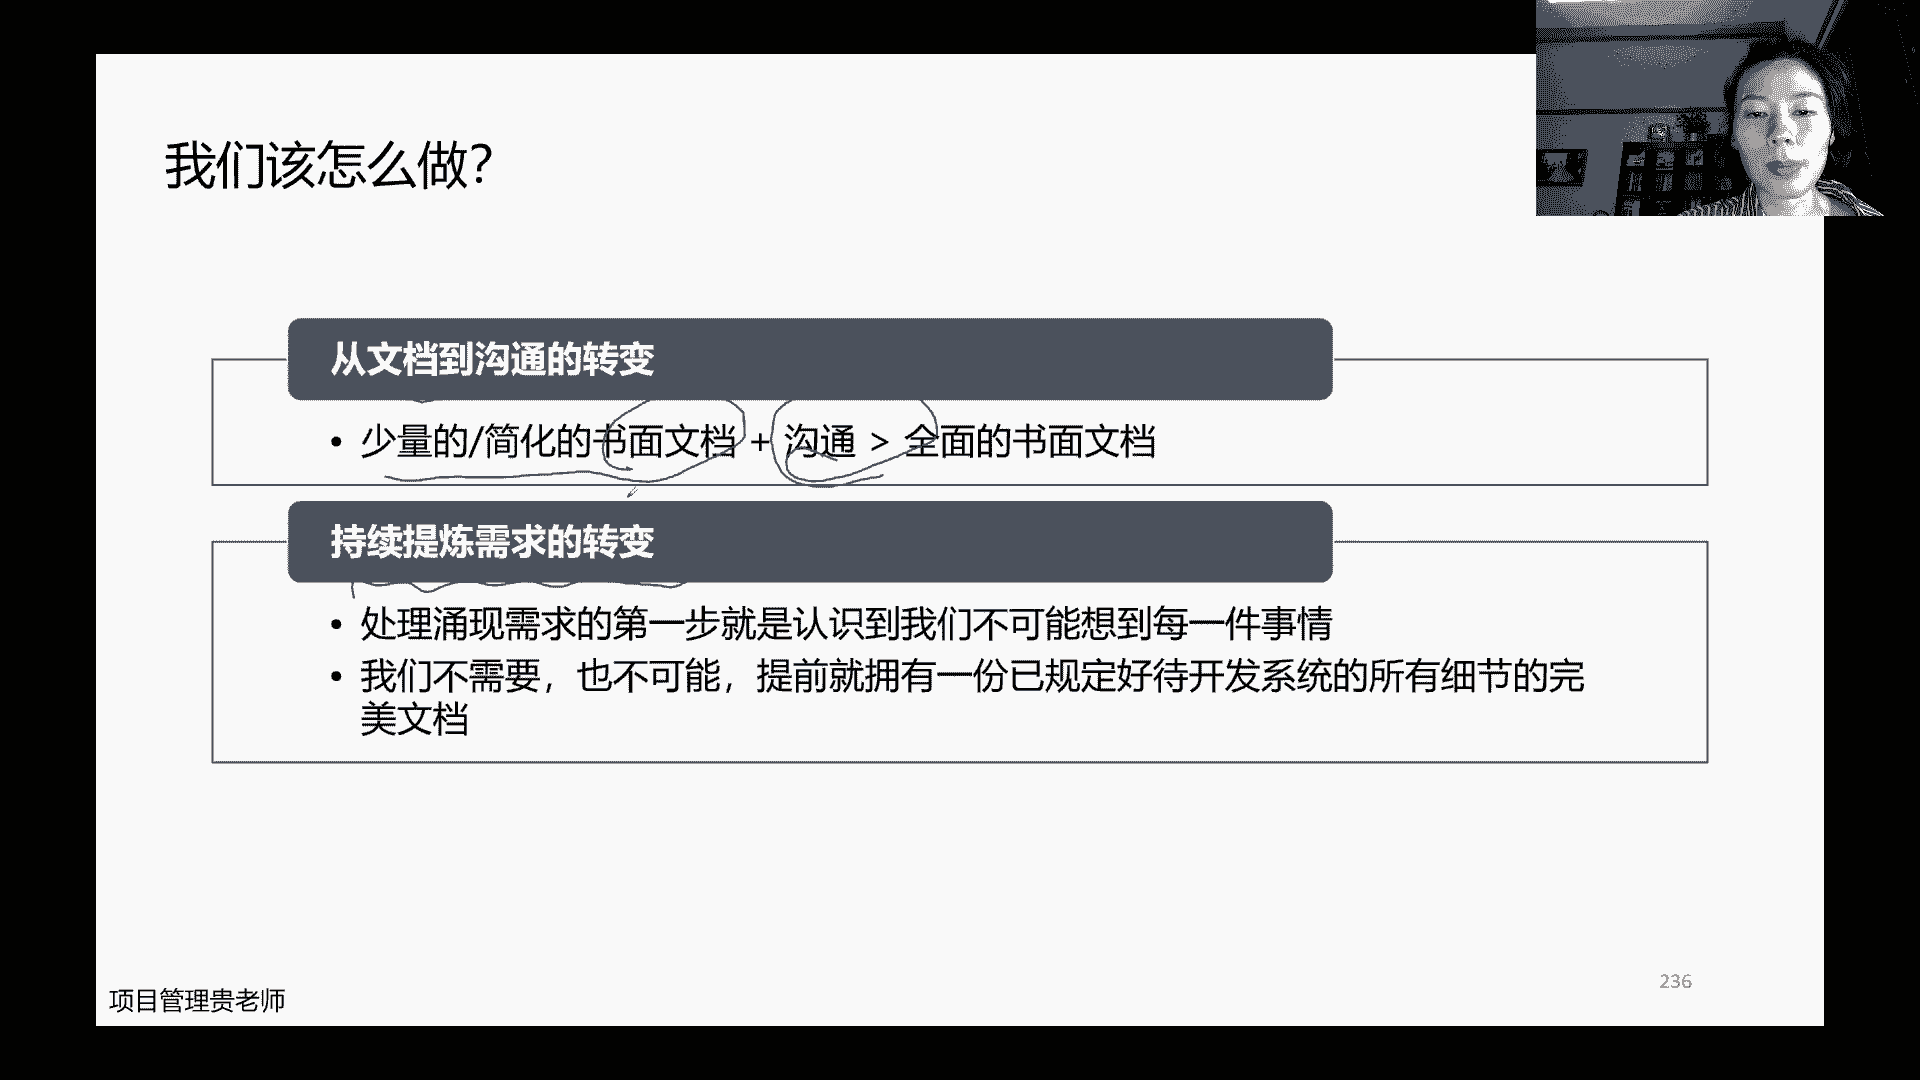 我们该怎么做?
从文档到沟通的转变
• 少量的/简化的书面文档 + 沟通 > 全面的书面文档
持续提炼需求的转变
• 处理涌现需求的第一步就是认识到我们不可能想到每一件事情
• 我们不需要，也不可能，提前就拥有一份已规定好待开发系统的所有细节的完
美文档
236
项目管理贵老师